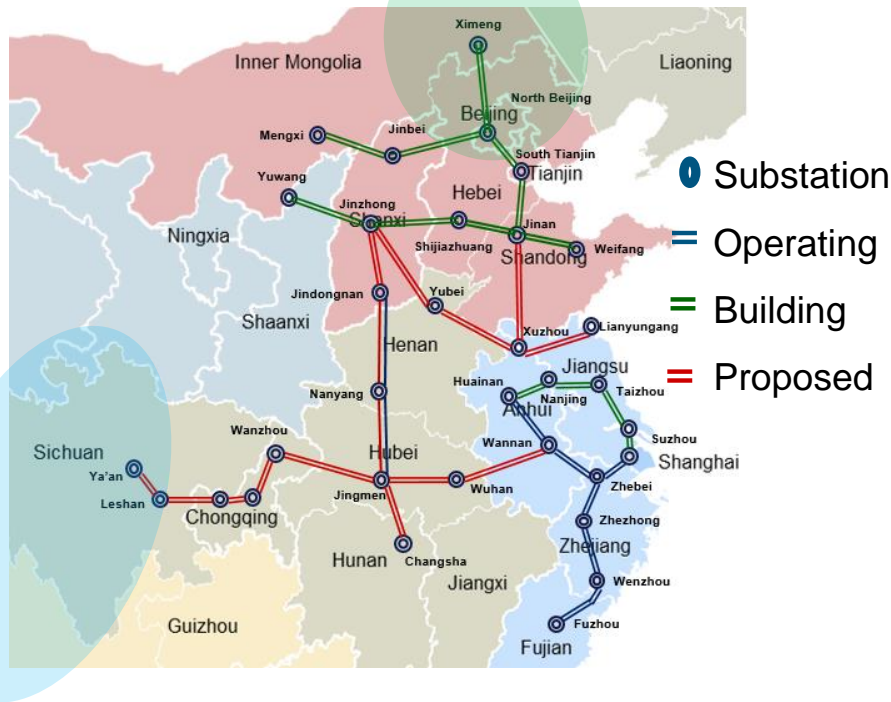 Ximeng
Inner Mongolia
Liaoning
North Beijing
Beijing
Jinbei
Mengxi
South Tianjin
Tianjin
Yuwang
Hebei
Jinzhong
Shanxi
Jinan
Ningxia
Shijiazhuang
Shandong
Weifang
Jindongnan
Yubei
Shaanxi
Xuzhou
Lianyungang
Henan
Jiangsu
Huainan
Nanjing
Taizhou
Anhui
Nanyang
Wanzhou
Suzhou
Hubei
Wannan
Sichuan
Shanghai
Ya'an
Zhebei
Leshan
Jingmen
Wuhan
Chongqing
Zhezhong
Zhejiang
Hunan
Changsha
Jiangxi
Wenzhou
Guizhou
Fuzhou
Fujian
Substation
Operating
Building
Proposed